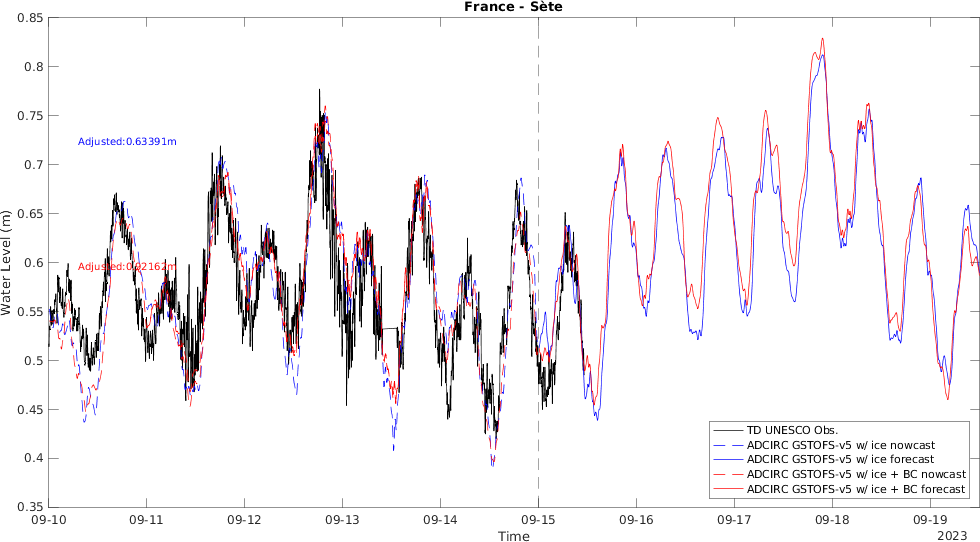 France - Sète
Water Level (m)
0.85
0.8
0.75
0.7
0.65
0.6
0.55
0.5
0.45
0.4
0.35
Adjusted:0.63391m
TD UNESCO Obs.
ADCIRC GSTOFS-v5 w/ ice nowcast
ADCIRC GSTOFS-v5 w/ ice forecast
ADCIRC GSTOFS-v5 w/ ice + BC nowcast
ADCIRC GSTOFS-v5 w/ ice + BC forecast
09-10 09-11 09-12 09-13 09-14 09-15 09-16 09-17 09-18 09-19
Time
2023